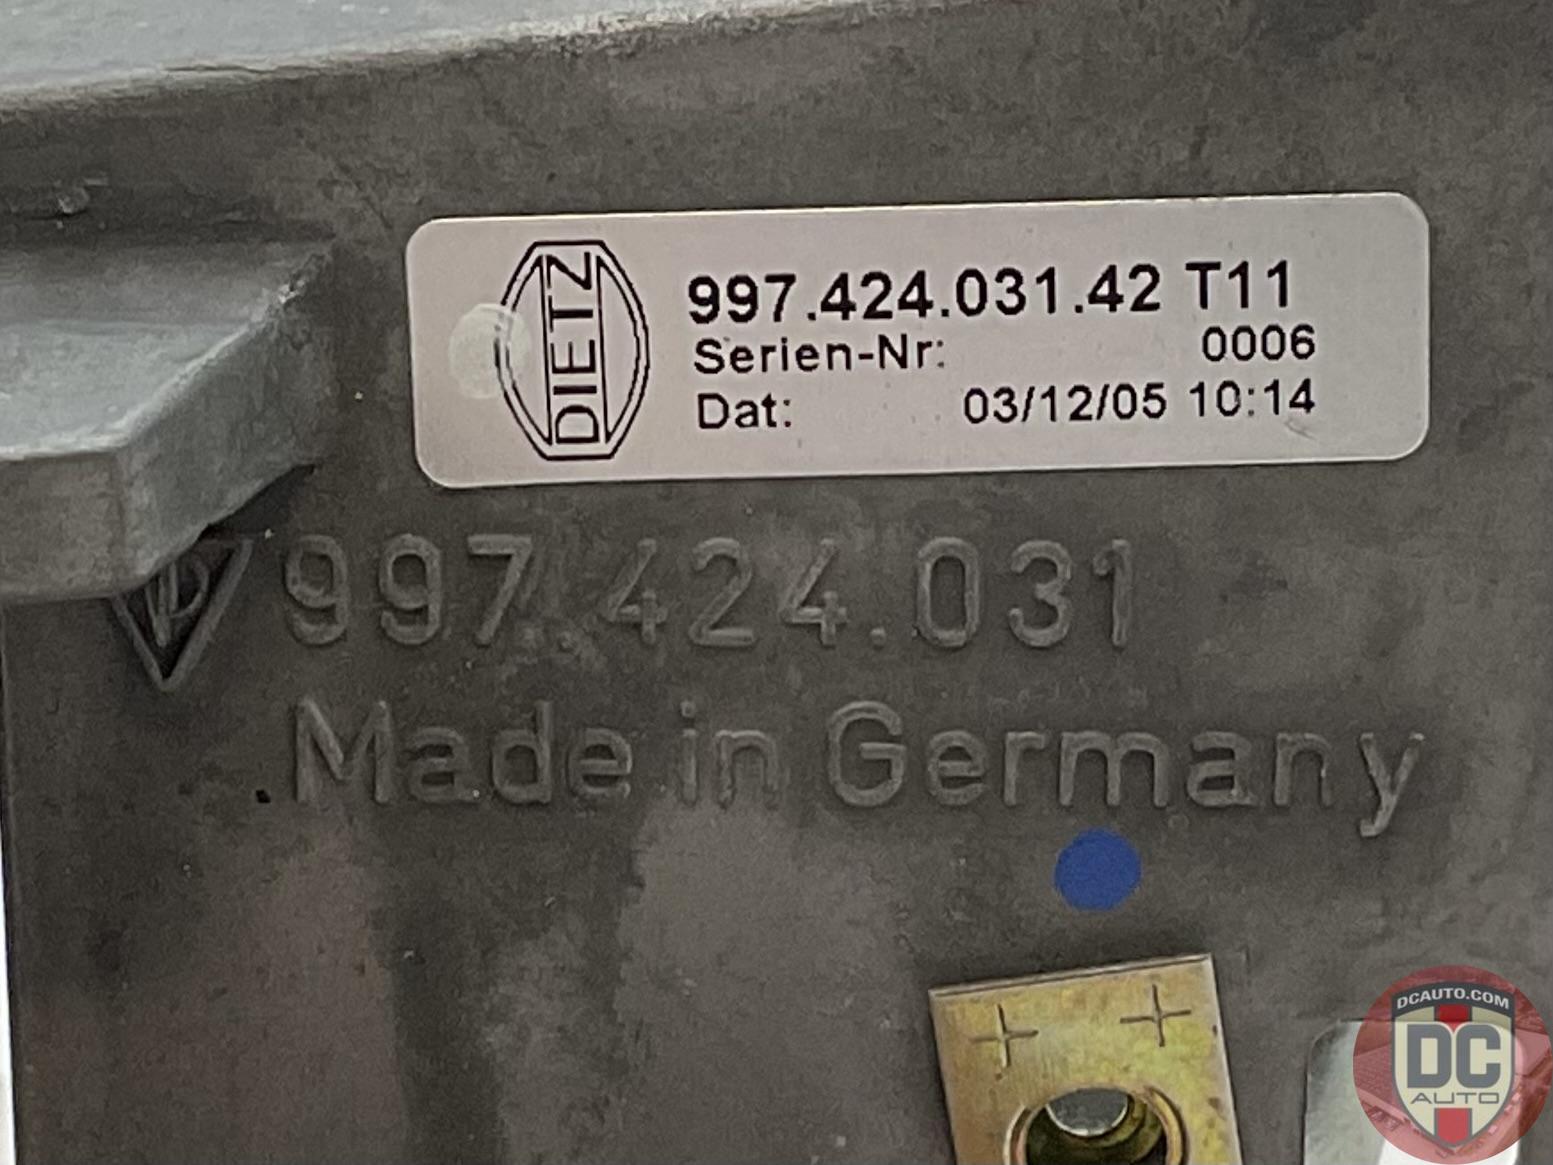 DIETZ
997.424.031.42 T11
Serien-Nr: 0006
Dat: 03/12/05 10:14
997.424.031
Made in Germany
DCAUTO.COM
DC
AUTO